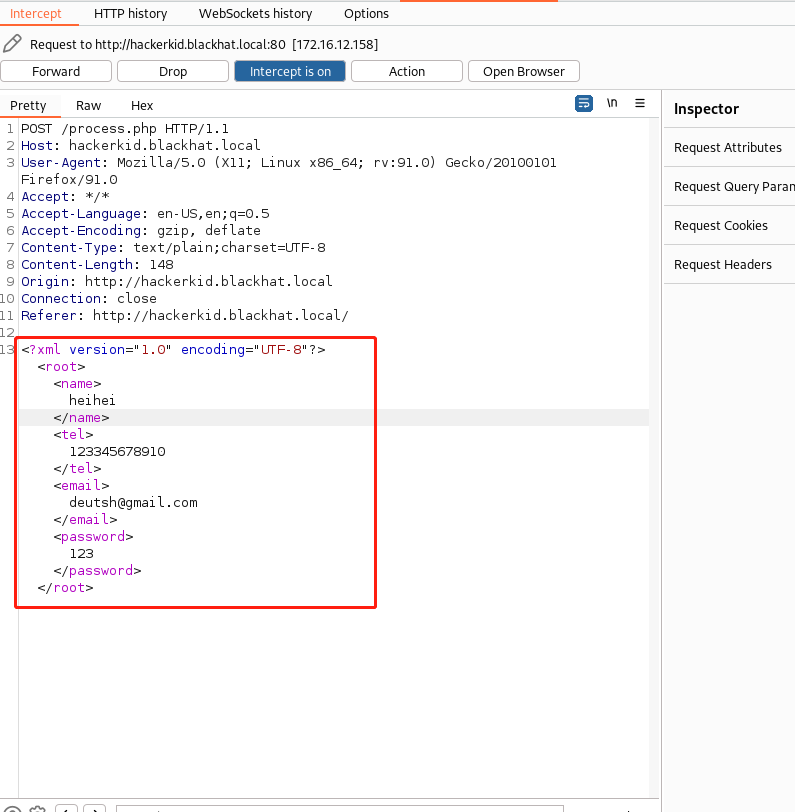 Intercept HTTP history WebSockets history Options
Request to http://hackerkid.blackhat.local:80 [172.16.12.158]
Forward Drop Intercept is on Action Open Browser
Pretty Raw Hex \n
Inspector
Request Attributes
Request Query Param
Request Cookies
Request Headers
1 POST /process.php HTTP/1.1
2 Host: hackerkid.blackhat.local
3 User-Agent: Mozilla/5.0 (X11; Linux x86_64; rv:91.0) Gecko/20100101
Firefox/91.0
4 Accept: */*
5 Accept-Language: en-US,en;q=0.5
6 Accept-Encoding: gzip, deflate
7 Content-Type: text/plain;charset=UTF-8
8 Content-Length: 148
9 Origin: http://hackerkid.blackhat.local
10 Connection: close
11 Referer: http://hackerkid.blackhat.local/
12
13 <?xml version="1.0" encoding="UTF-8"?>
<root>
<name>
heihei
</name>
<tel>
123345678910
</tel>
<email>
deutsh@gmail.com
</email>
<password>
123
</password>
</root>